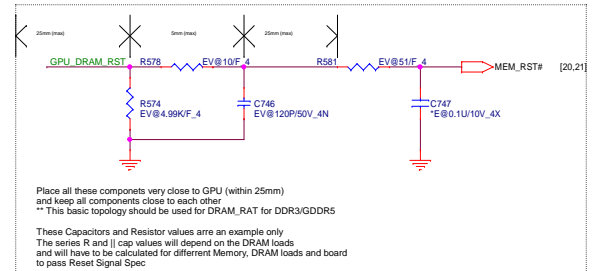 25mm (max) 5mm (max) 25mm (max)
GPU_DRAM_RST R578 EV@10/F_4 R581 EV@51/F_4 MEM_RST# [20,21]
R574 C746 C747
EV@4.99K/F_4 EV@120P/50V_4N *E@0.1U/10V_4X
Place all these componets very close to GPU (within 25mm)
and keep all components close to each other
** This basic topology should be used for DRAM_RAT for DDR3/GDDR5
These Capacitors and Resistor values arre an example only
The series R and || cap values will depend on the DRAM loads
and will have to be calculated for diffferent Memory, DRAM loads and board
to pass Reset Signal Spec